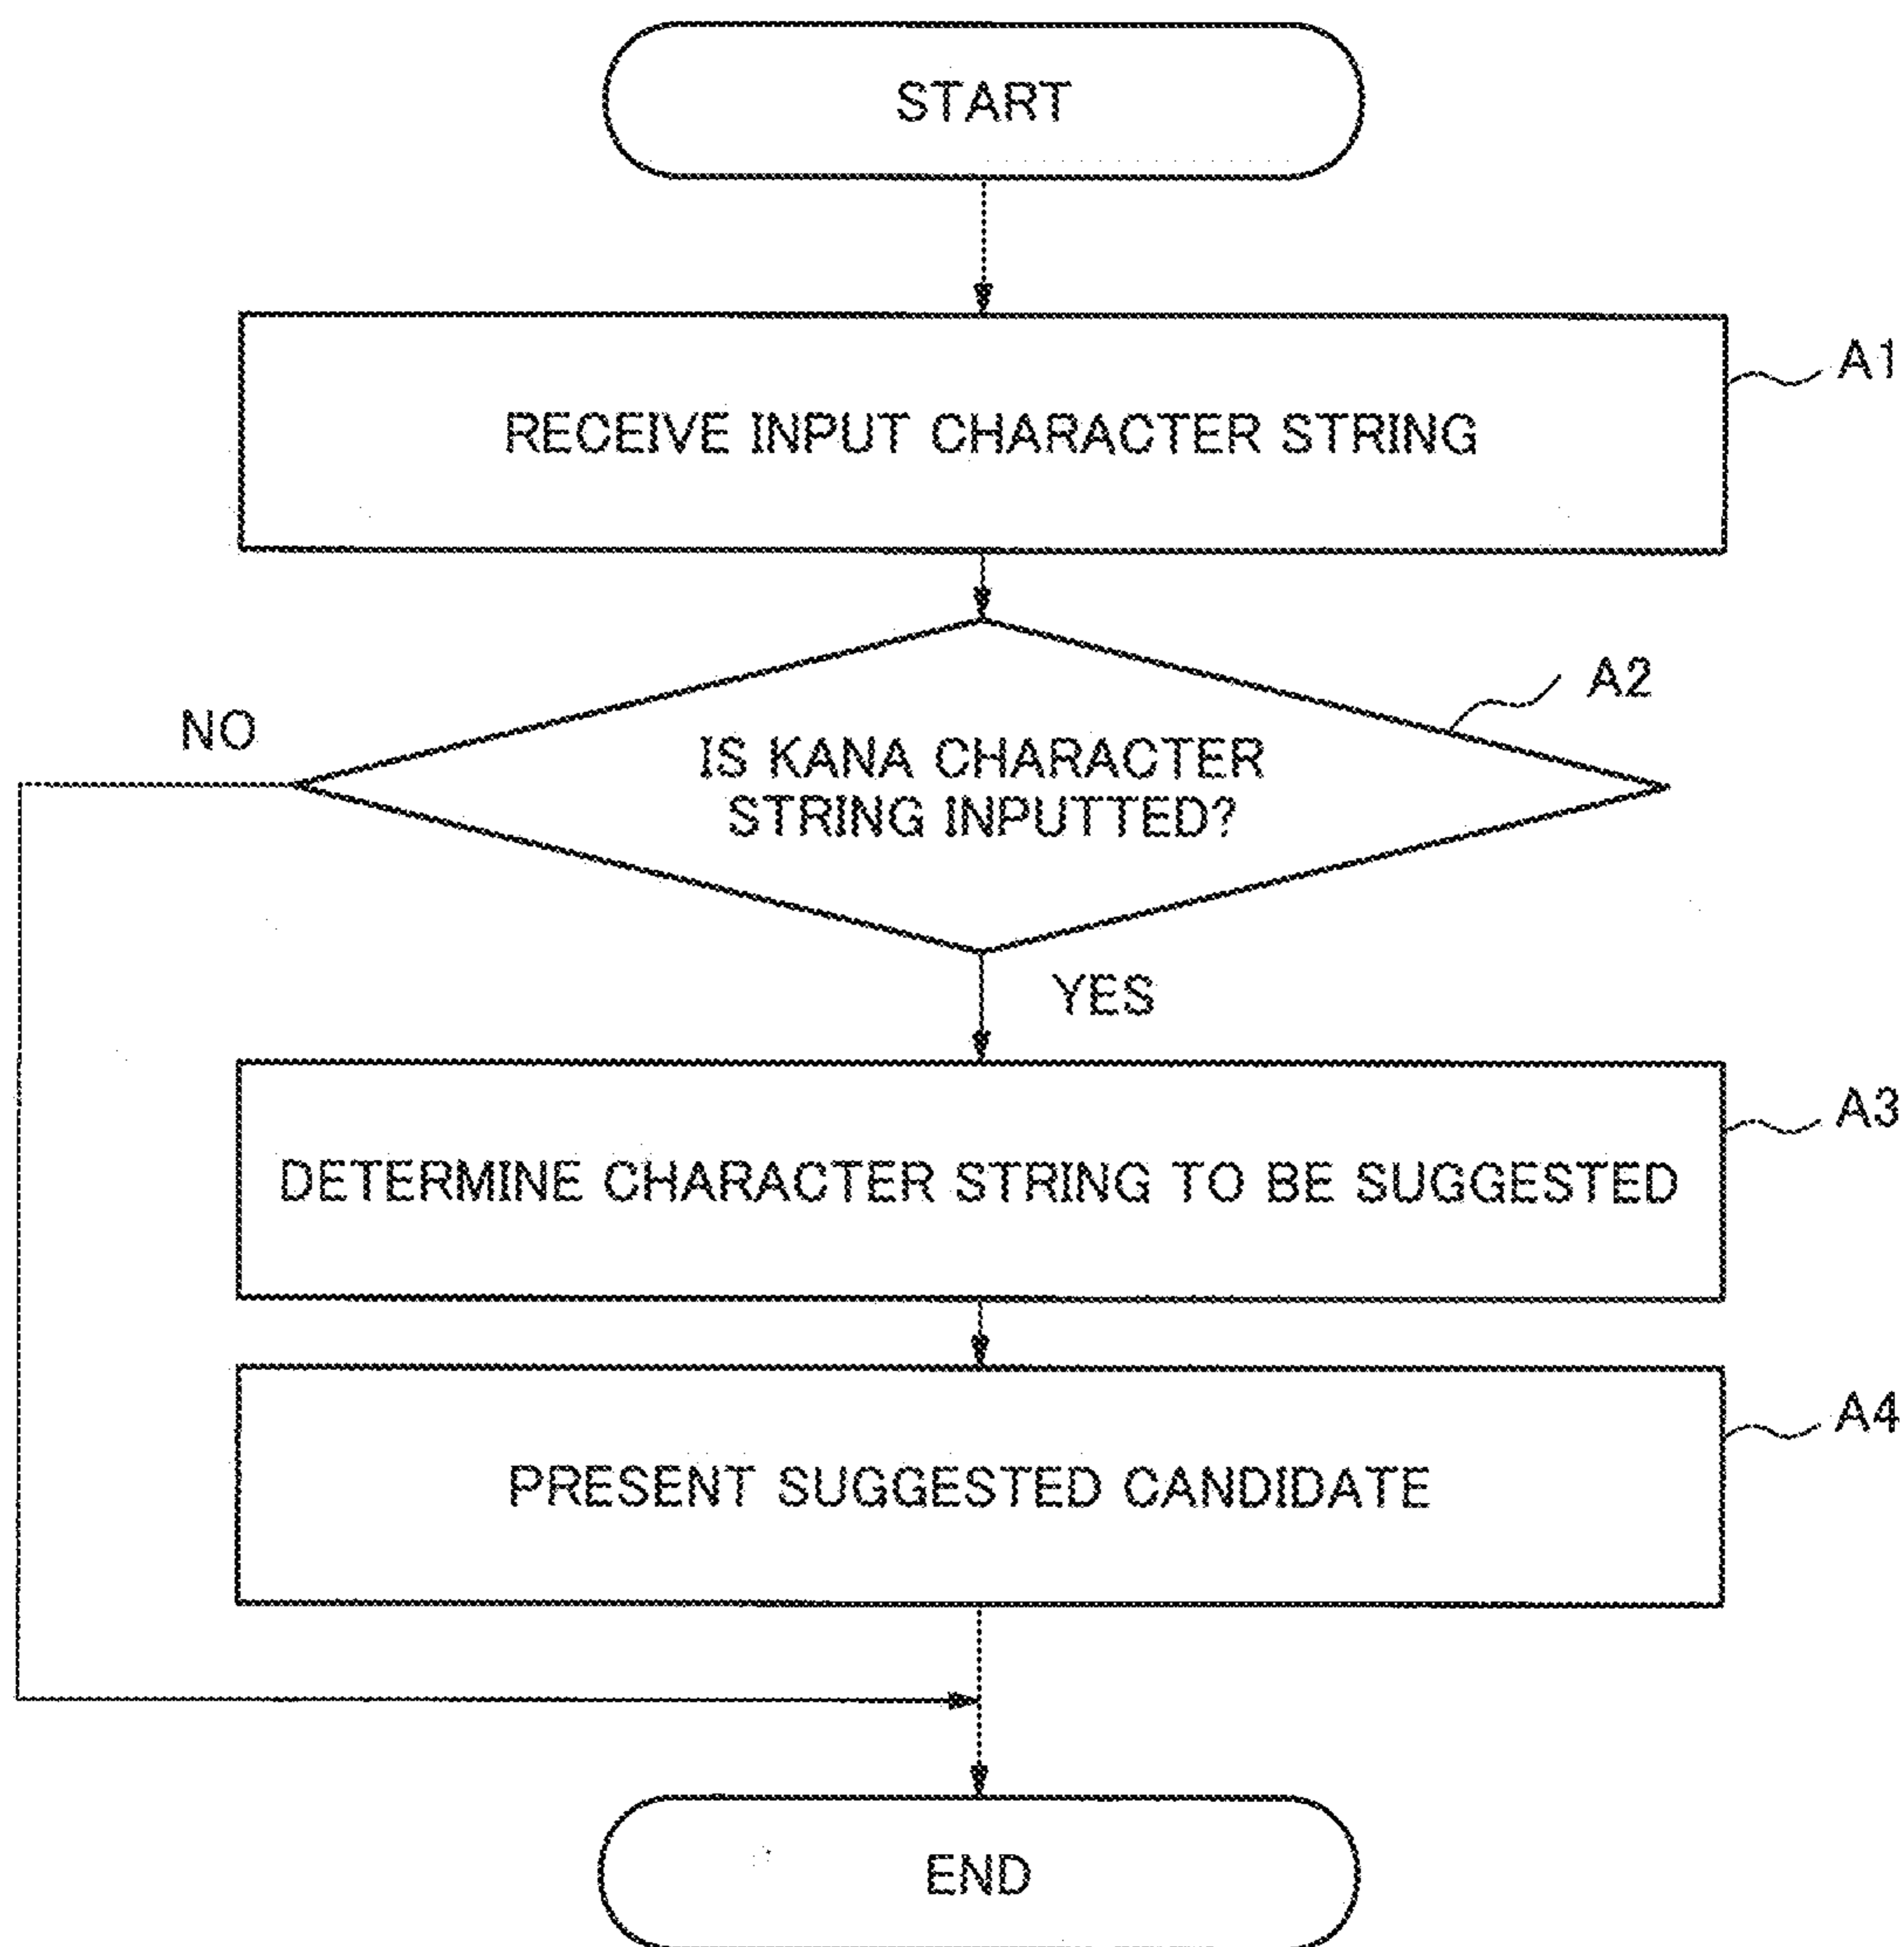 START
RECEIVE INPUT CHARACTER STRING
A1
A2
NO
IS KANA CHARACTER
STRING INPUTTED?
YES
DETERMINE CHARACTER STRING TO BE SUGGESTED
A3
PRESENT SUGGESTED CANDIDATE
A4
END